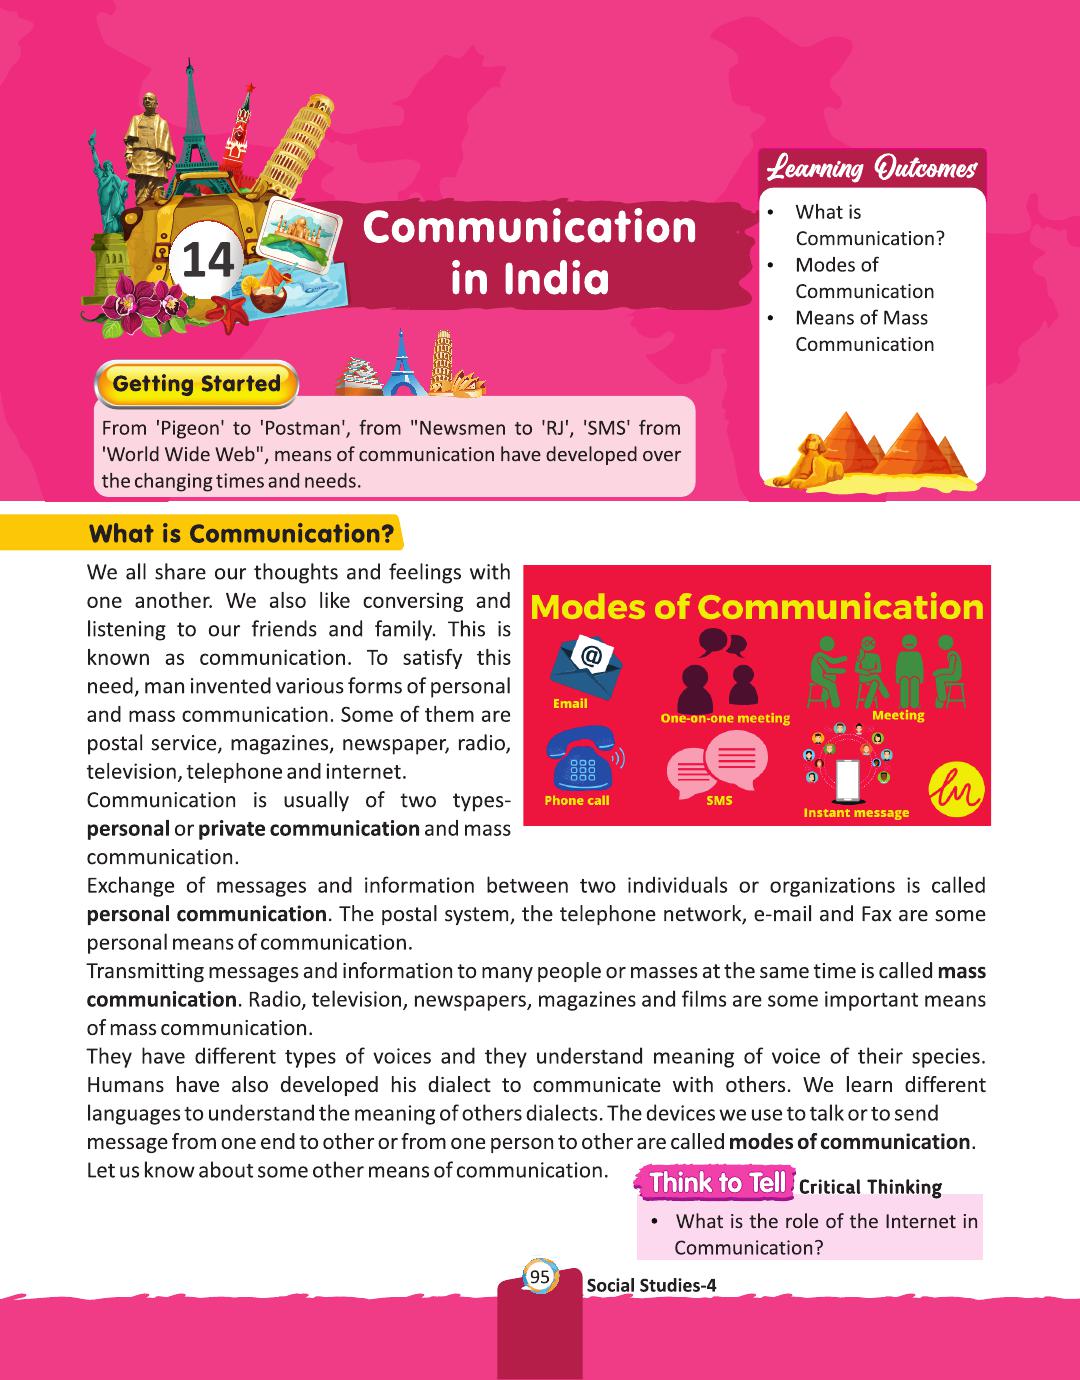 14
Communication
in India
Learning Outcomes
• What is
Communication?
• Modes of
Communication
• Means of Mass
Communication
Getting Started
From 'Pigeon' to 'Postman', from "Newsmen to 'RJ', 'SMS' from
'World Wide Web", means of communication have developed over
the changing times and needs.
What is Communication?
We all share our thoughts and feelings with
one another. We also like conversing and
listening to our friends and family. This is
known as communication. To satisfy this
need, man invented various forms of personal
and mass communication. Some of them are
postal service, magazines, newspaper, radio,
television, telephone and internet.
Communication is usually of two types-
personal or private communication and mass
communication.
Modes of Communication
@
Email
One-on-one meeting
Meeting
Phone call
SMS
Instant message
Exchange of messages and information between two individuals or organizations is called
personal communication. The postal system, the telephone network, e-mail and Fax are some
personal means of communication.
Transmitting messages and information to many people or masses at the same time is called mass
communication. Radio, television, newspapers, magazines and films are some important means
of mass communication.
They have different types of voices and they understand meaning of voice of their species.
Humans have also developed his dialect to communicate with others. We learn different
languages to understand the meaning of others dialects. The devices we use to talk or to send
message from one end to other or from one person to other are called modes of communication.
Let us know about some other means of communication.
Think to Tell Critical Thinking
• What is the role of the Internet in
Communication?
95
Social Studies-4